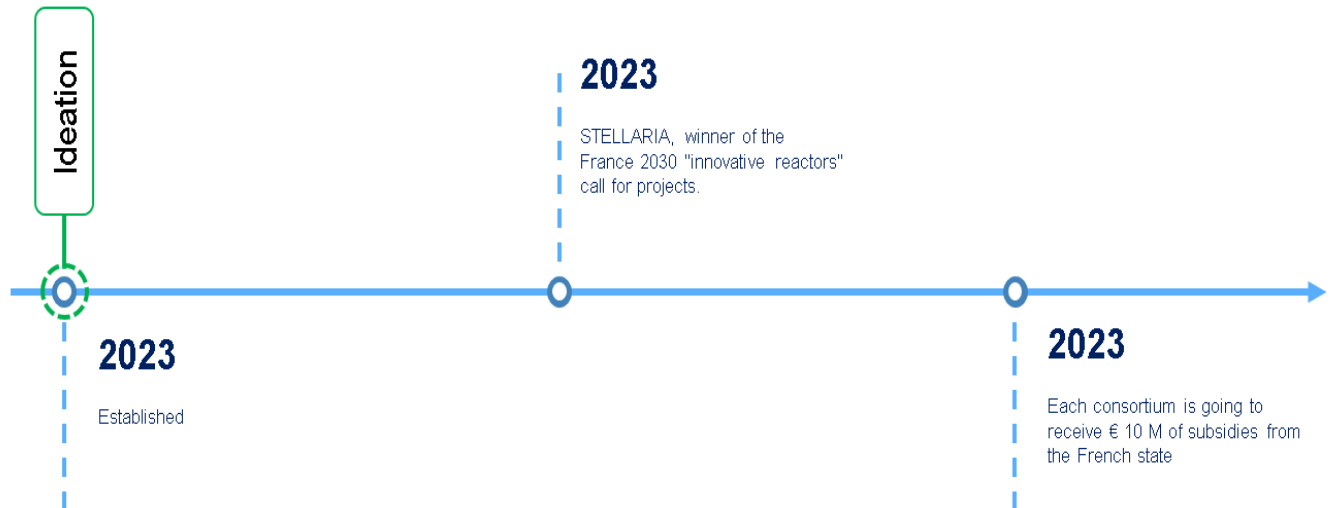 Ideation
2023
STELLARIA, winner of the
France 2030 "innovative reactors"
call for projects.
2023
Established
2023
Each consortium is going to
receive € 10 M of subsidies from
the French state